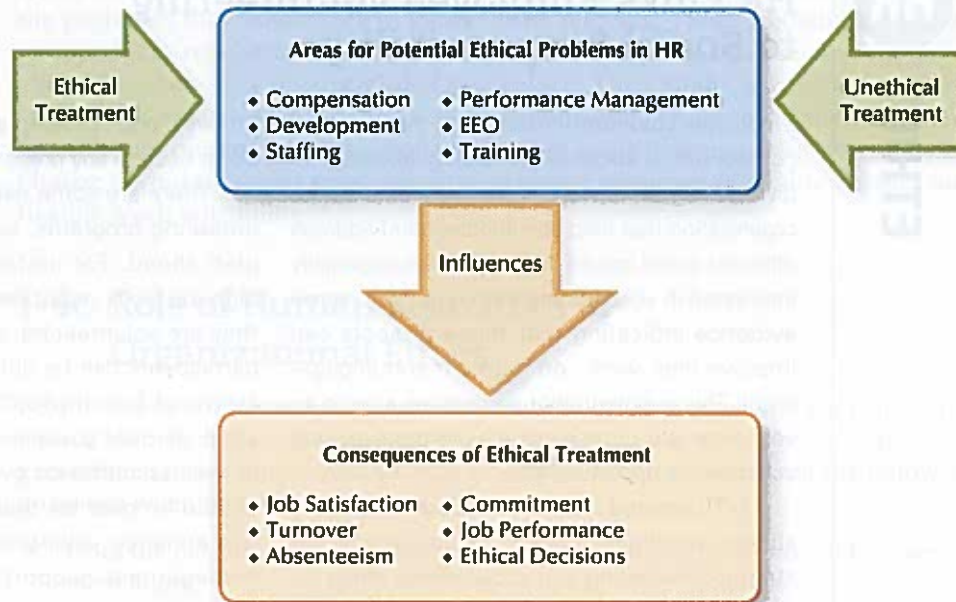 Areas for Potential Ethical Problems in HR
Ethical
Treatment
◆ Compensation ◆ Performance Management
◆ Development ◆ EEO
◆ Staffing ◆ Training
Unethical
Treatment
Influences
Consequences of Ethical Treatment
◆ Job Satisfaction ◆ Commitment
◆ Turnover ◆ Job Performance
◆ Absenteeism ◆ Ethical Decisions